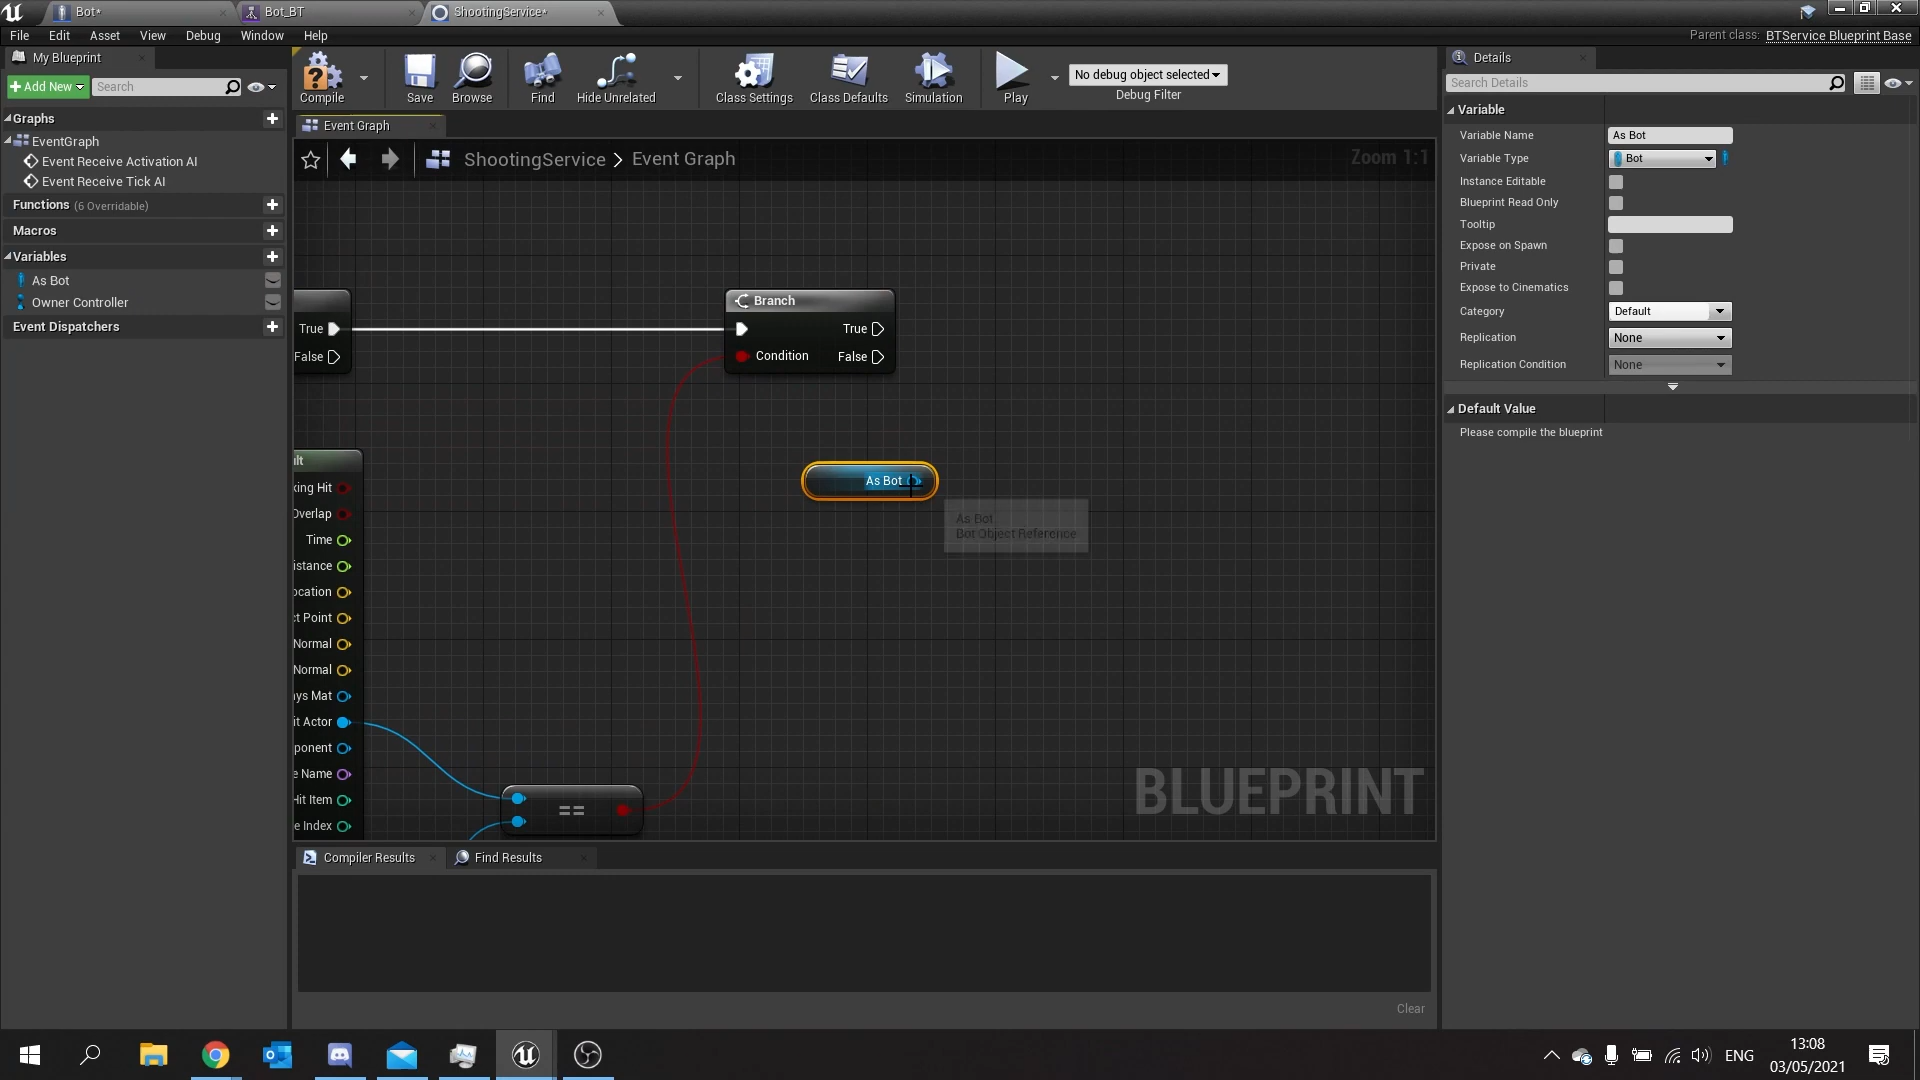 Bot*
Bot_BT
ShootingService*
File Edit Asset View Debug Window Help
Parent class: BTService Blueprint Base
My Blueprint
Add New
Search
Compile
Save
Browse
Find
Hide Unrelated
Class Settings
Class Defaults
Simulation
Play
No debug object selected
Debug Filter
Details
Search Details
Graphs
EventGraph
Event Receive Activation AI
Event Receive Tick AI
Functions (6 Overridable)
Macros
Variables
As Bot
Owner Controller
Event Dispatchers
Event Graph
ShootingService > Event Graph
Zoom 1:1
True
False
Branch
True
Condition
False
As Bot
As Bot
Bot Object Reference
lt
king Hit
Overlap
Time
istance
ocation
ct Point
Normal
Normal
ys Mat
it Actor
ponent
e Name
Hit Item
e Index
==
BLUEPRINT
Compiler Results
Find Results
Clear
Variable
Variable Name As Bot
Variable Type Bot
Instance Editable
Blueprint Read Only
Tooltip
Expose on Spawn
Private
Expose to Cinematics
Category Default
Replication None
Replication Condition None
Default Value
Please compile the blueprint
ENG
13:08
03/05/2021